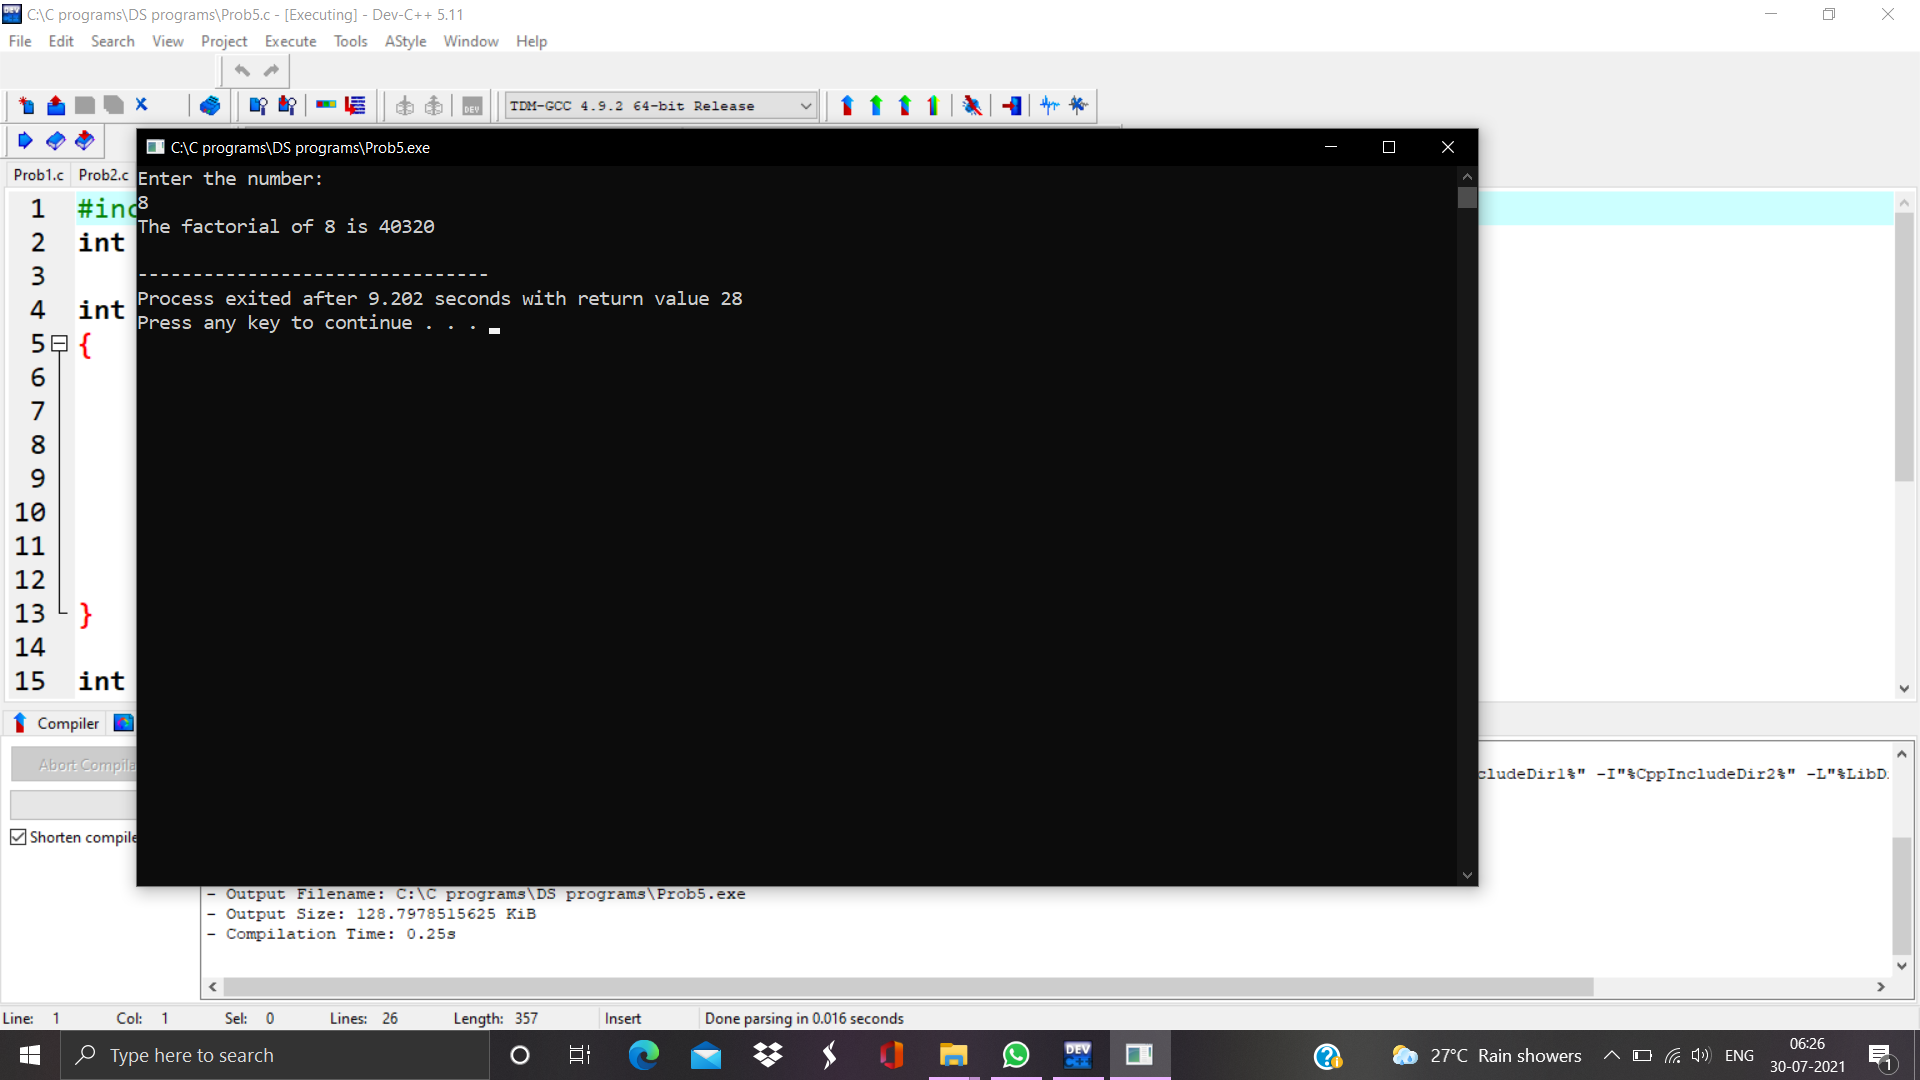 C:\C programs\DS programs\Prob5.c - [Executing] - Dev-C++ 5.11
File Edit Search View Project Execute Tools AStyle Window Help
TDM-GCC 4.9.2 64-bit Release
C:\C programs\DS programs\Prob5.exe
Prob1.c Prob2.c
Enter the number:
8
The factorial of 8 is 40320
--------------------------------
Process exited after 9.202 seconds with return value 28
Press any key to continue . . .
1 #inc
2 int
3
4 int
5 {
6
7
8
9
10
11
12
13 }
14
15 int
Compiler
Abort Compila
cludeDir1%" -I"%CppIncludeDir2%" -L"%LibD
Shorten compile
- Output Filename: C:\C programs\DS programs\Prob5.exe
- Output Size: 128.7978515625 KiB
- Compilation Time: 0.25s
Line: 1 Col: 1 Sel: 0 Lines: 26 Length: 357 Insert Done parsing in 0.016 seconds
Type here to search
DEV
27°C Rain showers
ENG
06:26
30-07-2021
1